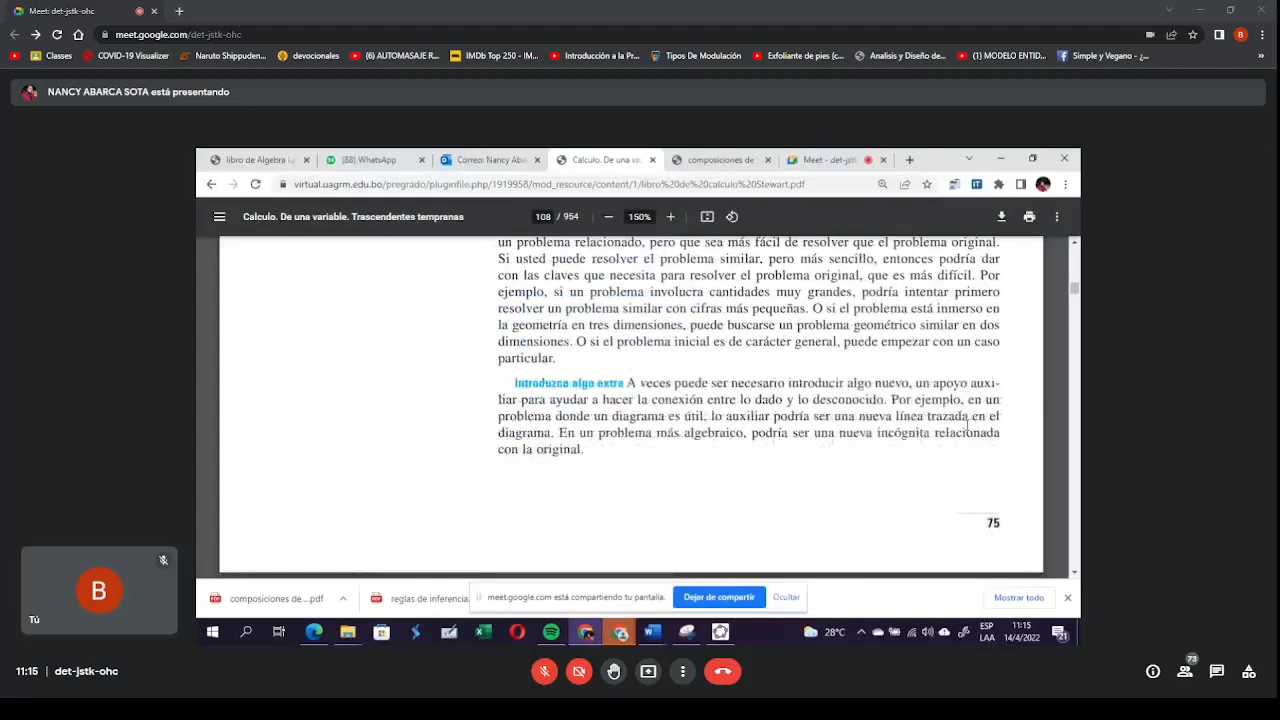 Meet: det-jstk-ohc
meet.google.com/det-jstk-ohc
B
Classes
COVID-19 Visualizer
Naruto Shippuden...
devocionales
(6) AUTOMASAJE R...
IMDb Top 250 - IM...
Introducción a la Pr...
Tipos De Modulación
Exfoliante de pies (c...
Analisis y Diseño de...
(1) MODELO ENTID...
Simple y Vegano - ¿...
»
NANCY ABARCA SOTA está presentando
(88) WhatsApp
Calculo. De una va
composiciones de
Meet - det-jstk
virtual.uagrm.edu.bo/pregrado/pluginfile.php/1919958/mod_resource/content/1/libro%20de%20calculo%20Stewart.pdf
Calculo. De una variable. Trascendentes tempranas
108 / 954
150%
un problema relacionado, pero que sea más fácil de resolver que el problema original.
Si usted puede resolver el problema similar, pero más sencillo, entonces podría dar
con las claves que necesita para resolver el problema original, que es más difícil. Por
ejemplo, si un problema involucra cantidades muy grandes, podría intentar primero
resolver un problema similar con cifras más pequeñas. O si el problema está inmerso en
la geometría en tres dimensiones, puede buscarse un problema geométrico similar en dos
dimensiones. O si el problema inicial es de carácter general, puede empezar con un caso
particular.
Introduzca algo extra A veces puede ser necesario introducir algo nuevo, un apoyo auxi-
liar para ayudar a hacer la conexión entre lo dado y lo desconocido. Por ejemplo, en un
problema donde un diagrama es útil, lo auxiliar podría ser una nueva línea trazada en el
diagrama. En un problema más algebraico, podría ser una nueva incógnita relacionada
con la original.
75
composiciones de....pdf
reglas de inferencia.
meet.google.com está compartiendo tu pantalla.
Dejar de compartir
Ocultar
Mostrar todo
28°C
ESP
LAA
11:15
14/4/2022
21
B
Tú
11:15 | det-jstk-ohc
73